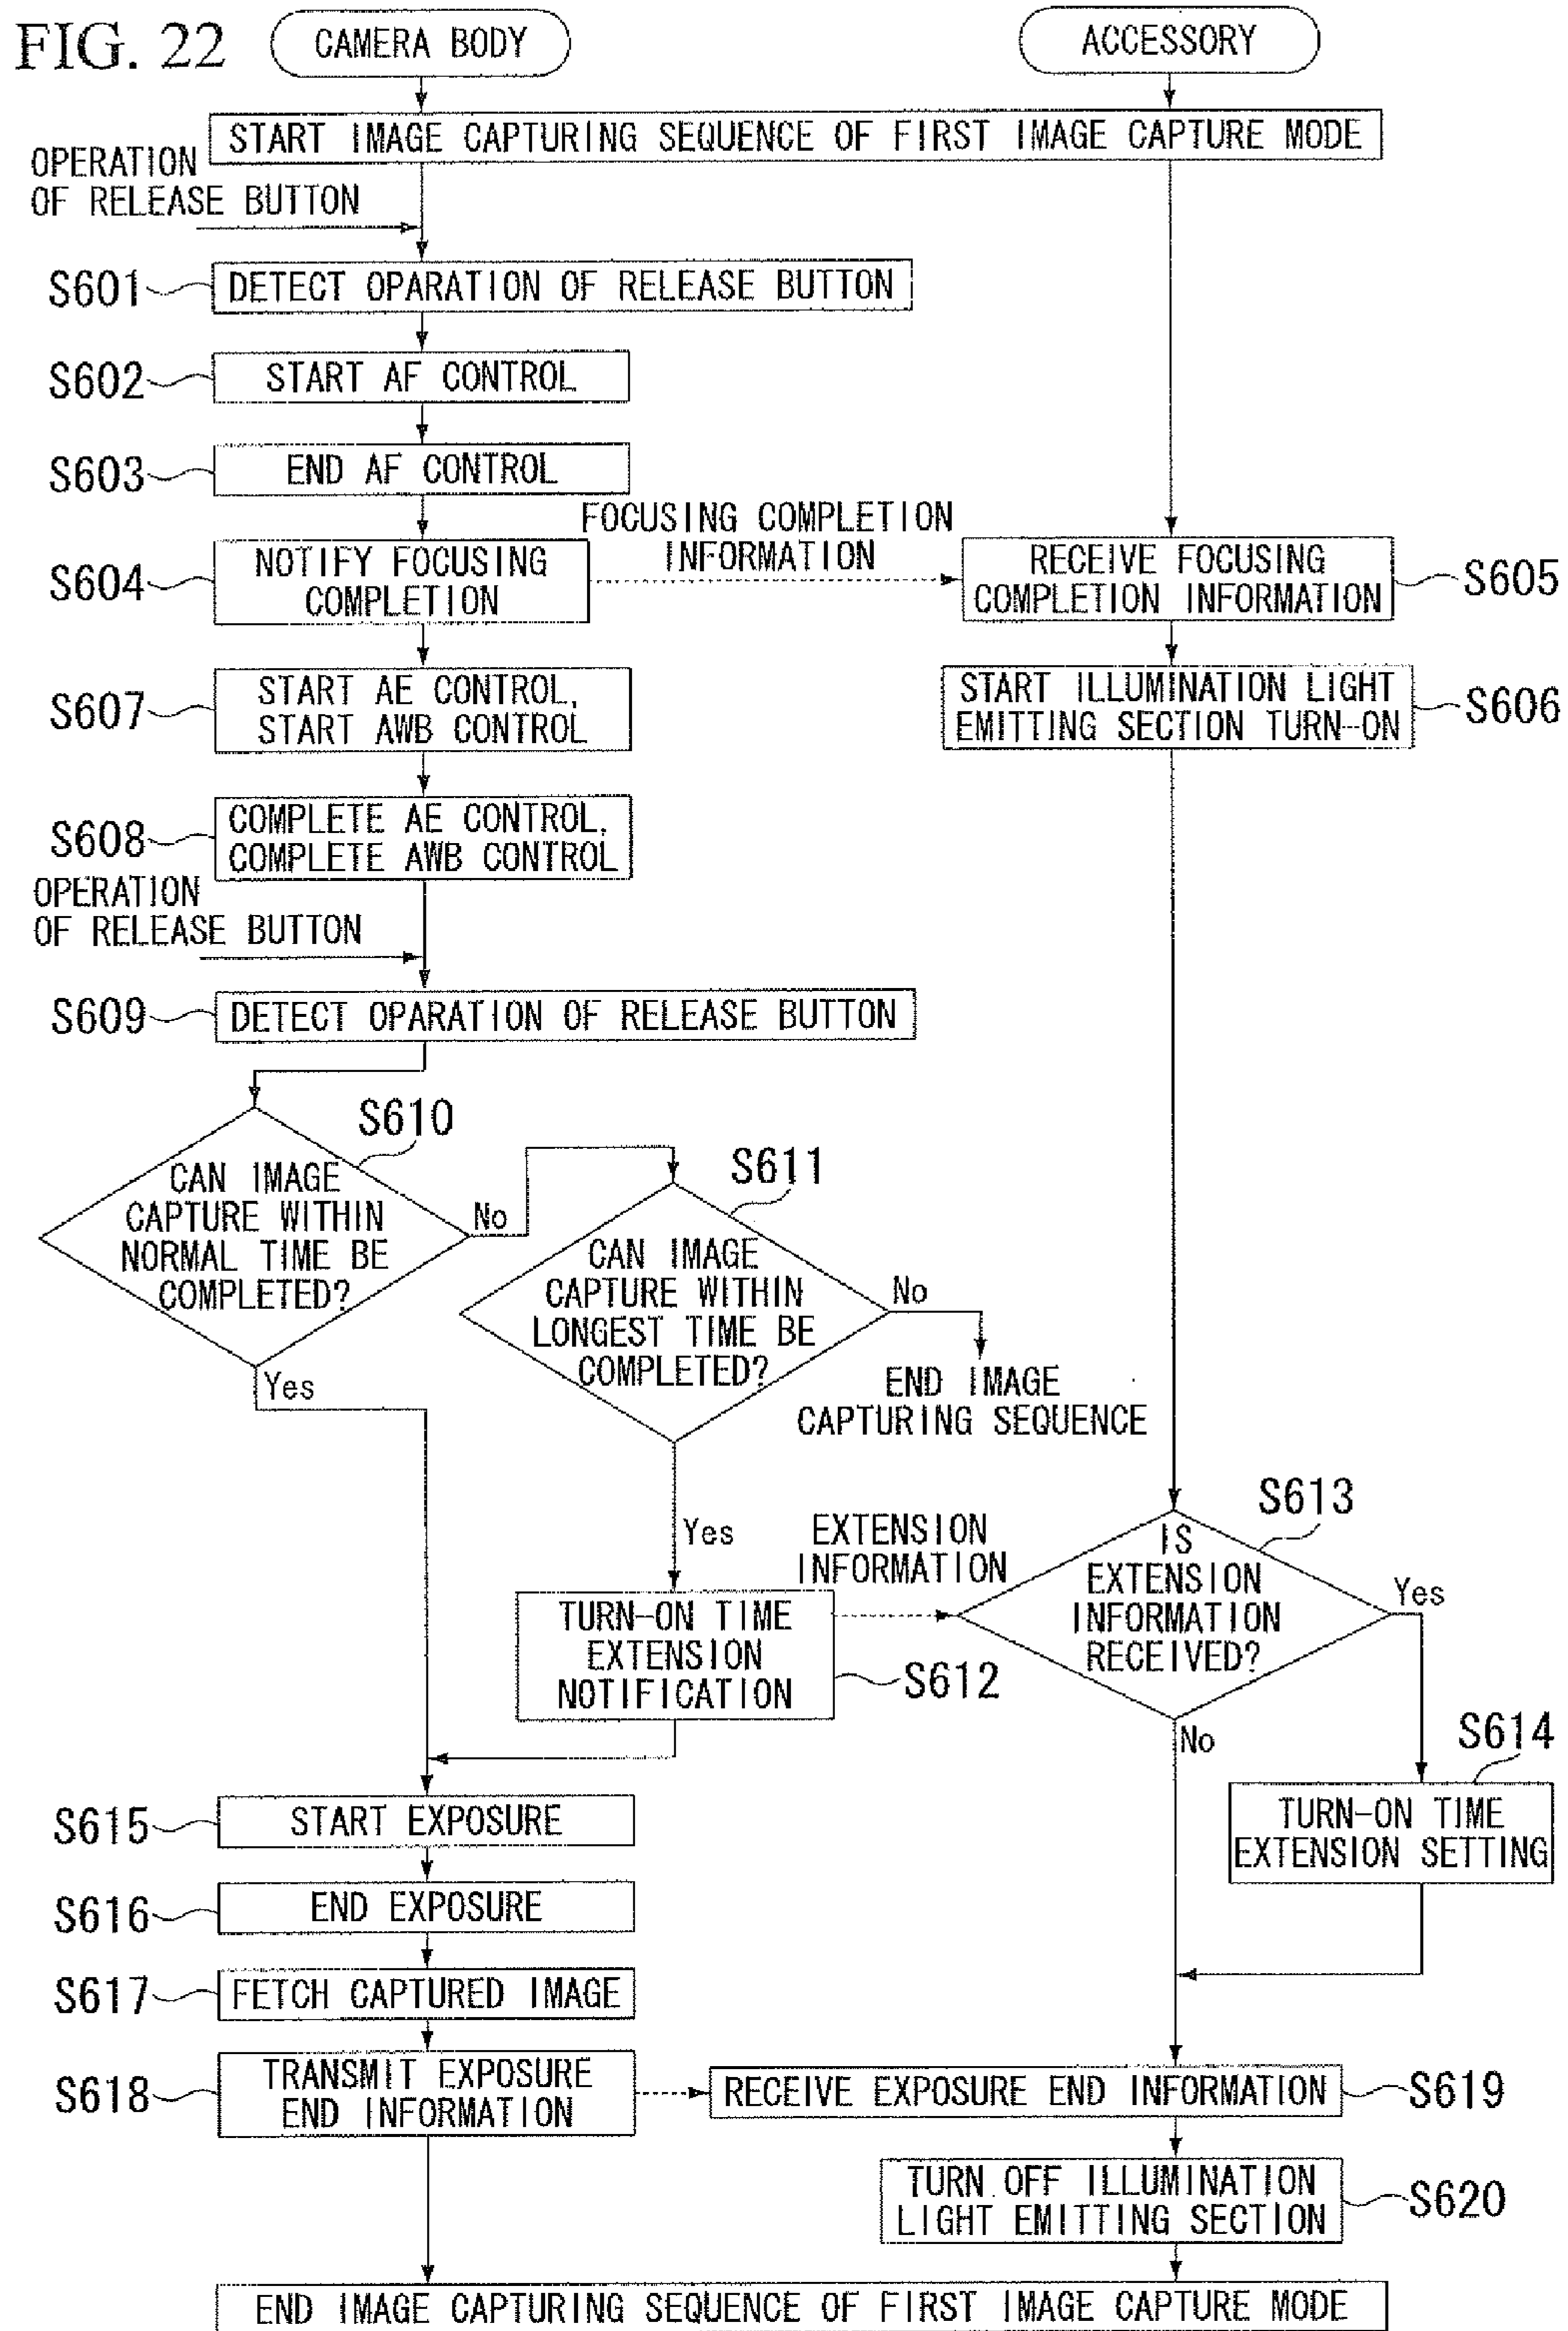 FIG. 22
CAMERA BODY
ACCESSORY
START IMAGE CAPTURING SEQUENCE OF FIRST IMAGE CAPTURE MODE
OPERATION
OF RELEASE BUTTON
S601
DETECT OPARATION OF RELEASE BUTTON
S602
START AF CONTROL
S603
END AF CONTROL
S604
NOTIFY FOCUSING
COMPLETION
FOCUSING COMPLETION
INFORMATION
RECEIVE FOCUSING
COMPLETION INFORMATION
S605
START ILLUMINATION LIGHT
EMITTING SECTION TURN-ON
S606
S607
START AE CONTROL,
START AWB CONTROL
S608
COMPLETE AE CONTROL,
COMPLETE AWB CONTROL
OPERATION
OF RELEASE BUTTON
S609
DETECT OPARATION OF RELEASE BUTTON
S610
CAN IMAGE
CAPTURE WITHIN
NORMAL TIME BE
COMPLETED?
No
Yes
S611
CAN IMAGE
CAPTURE WITHIN
LONGEST TIME BE
COMPLETED?
No
END IMAGE
CAPTURING SEQUENCE
Yes
TURN-ON TIME
EXTENSION
NOTIFICATION
S612
EXTENSION
INFORMATION
S613
IS
EXTENSION
INFORMATION
RECEIVED?
Yes
No
S614
TURN-ON TIME
EXTENSION SETTING
S615
START EXPOSURE
S616
END EXPOSURE
S617
FETCH CAPTURED IMAGE
S618
TRANSMIT EXPOSURE
END INFORMATION
RECEIVE EXPOSURE END INFORMATION
S619
TURN OFF ILLUMINATION
LIGHT EMITTING SECTION
S620
END IMAGE CAPTURING SEQUENCE OF FIRST IMAGE CAPTURE MODE